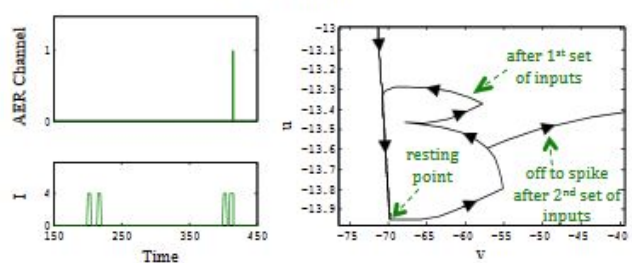 AER Channel
1
0
I
4
0
150
250
350
450
Time
u
-13
-13.1
-13.2
-13.3
-13.4
-13.5
-13.6
-13.7
-13.8
-13.9
after 1st set
of inputs
resting
point
off to spike
after 2nd set of
inputs
-75
-70
-65
-60
-55
-50
-45
-40
v